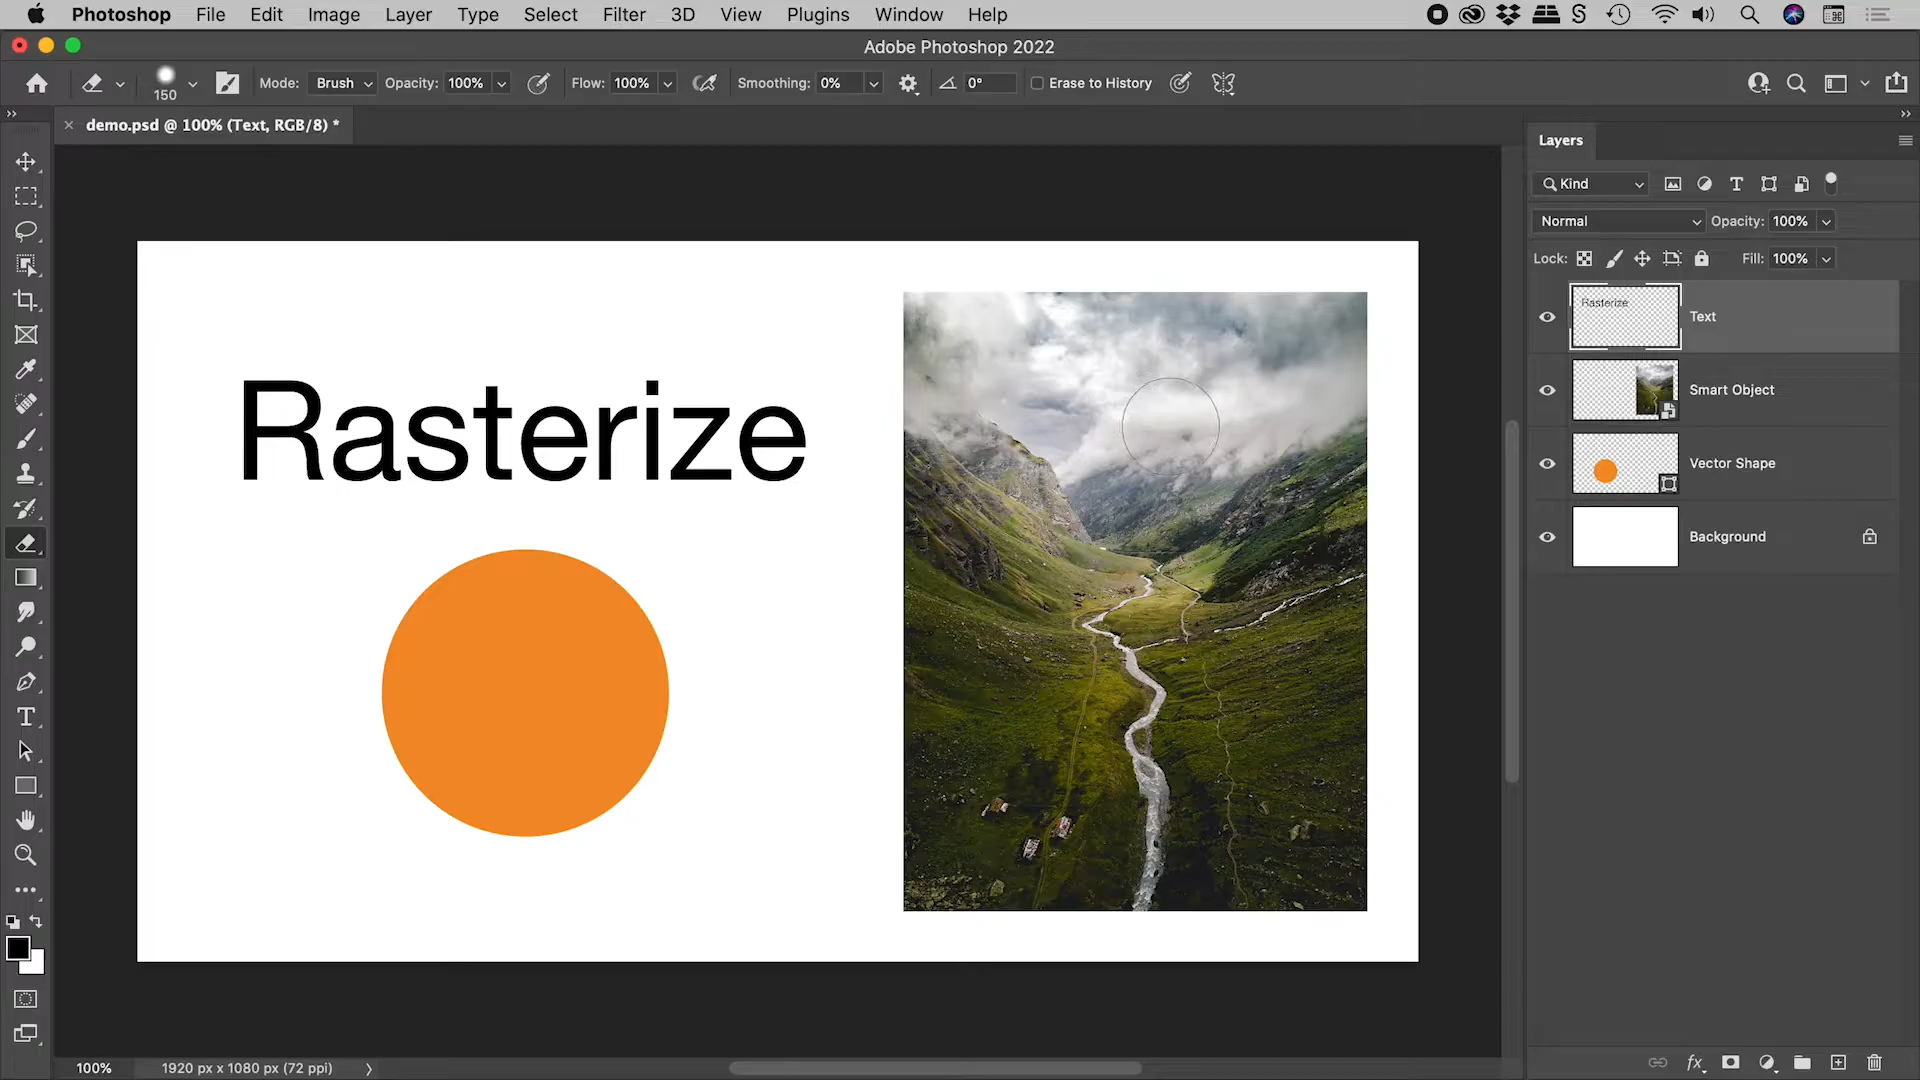 Photoshop File Edit Image Layer Type Select Filter 3D View Plugins Window Help
Adobe Photoshop 2022
150 Mode: Brush Opacity: 100% Flow: 100% Smoothing: 0% 0° Erase to History
demo.psd @ 100% (Text, RGB/8) *
Layers
Kind
Normal Opacity: 100%
Lock: Fill: 100%
Rasterize Text
Smart Object
Vector Shape
Background
Rasterize
100% 1920 px x 1080 px (72 ppi)